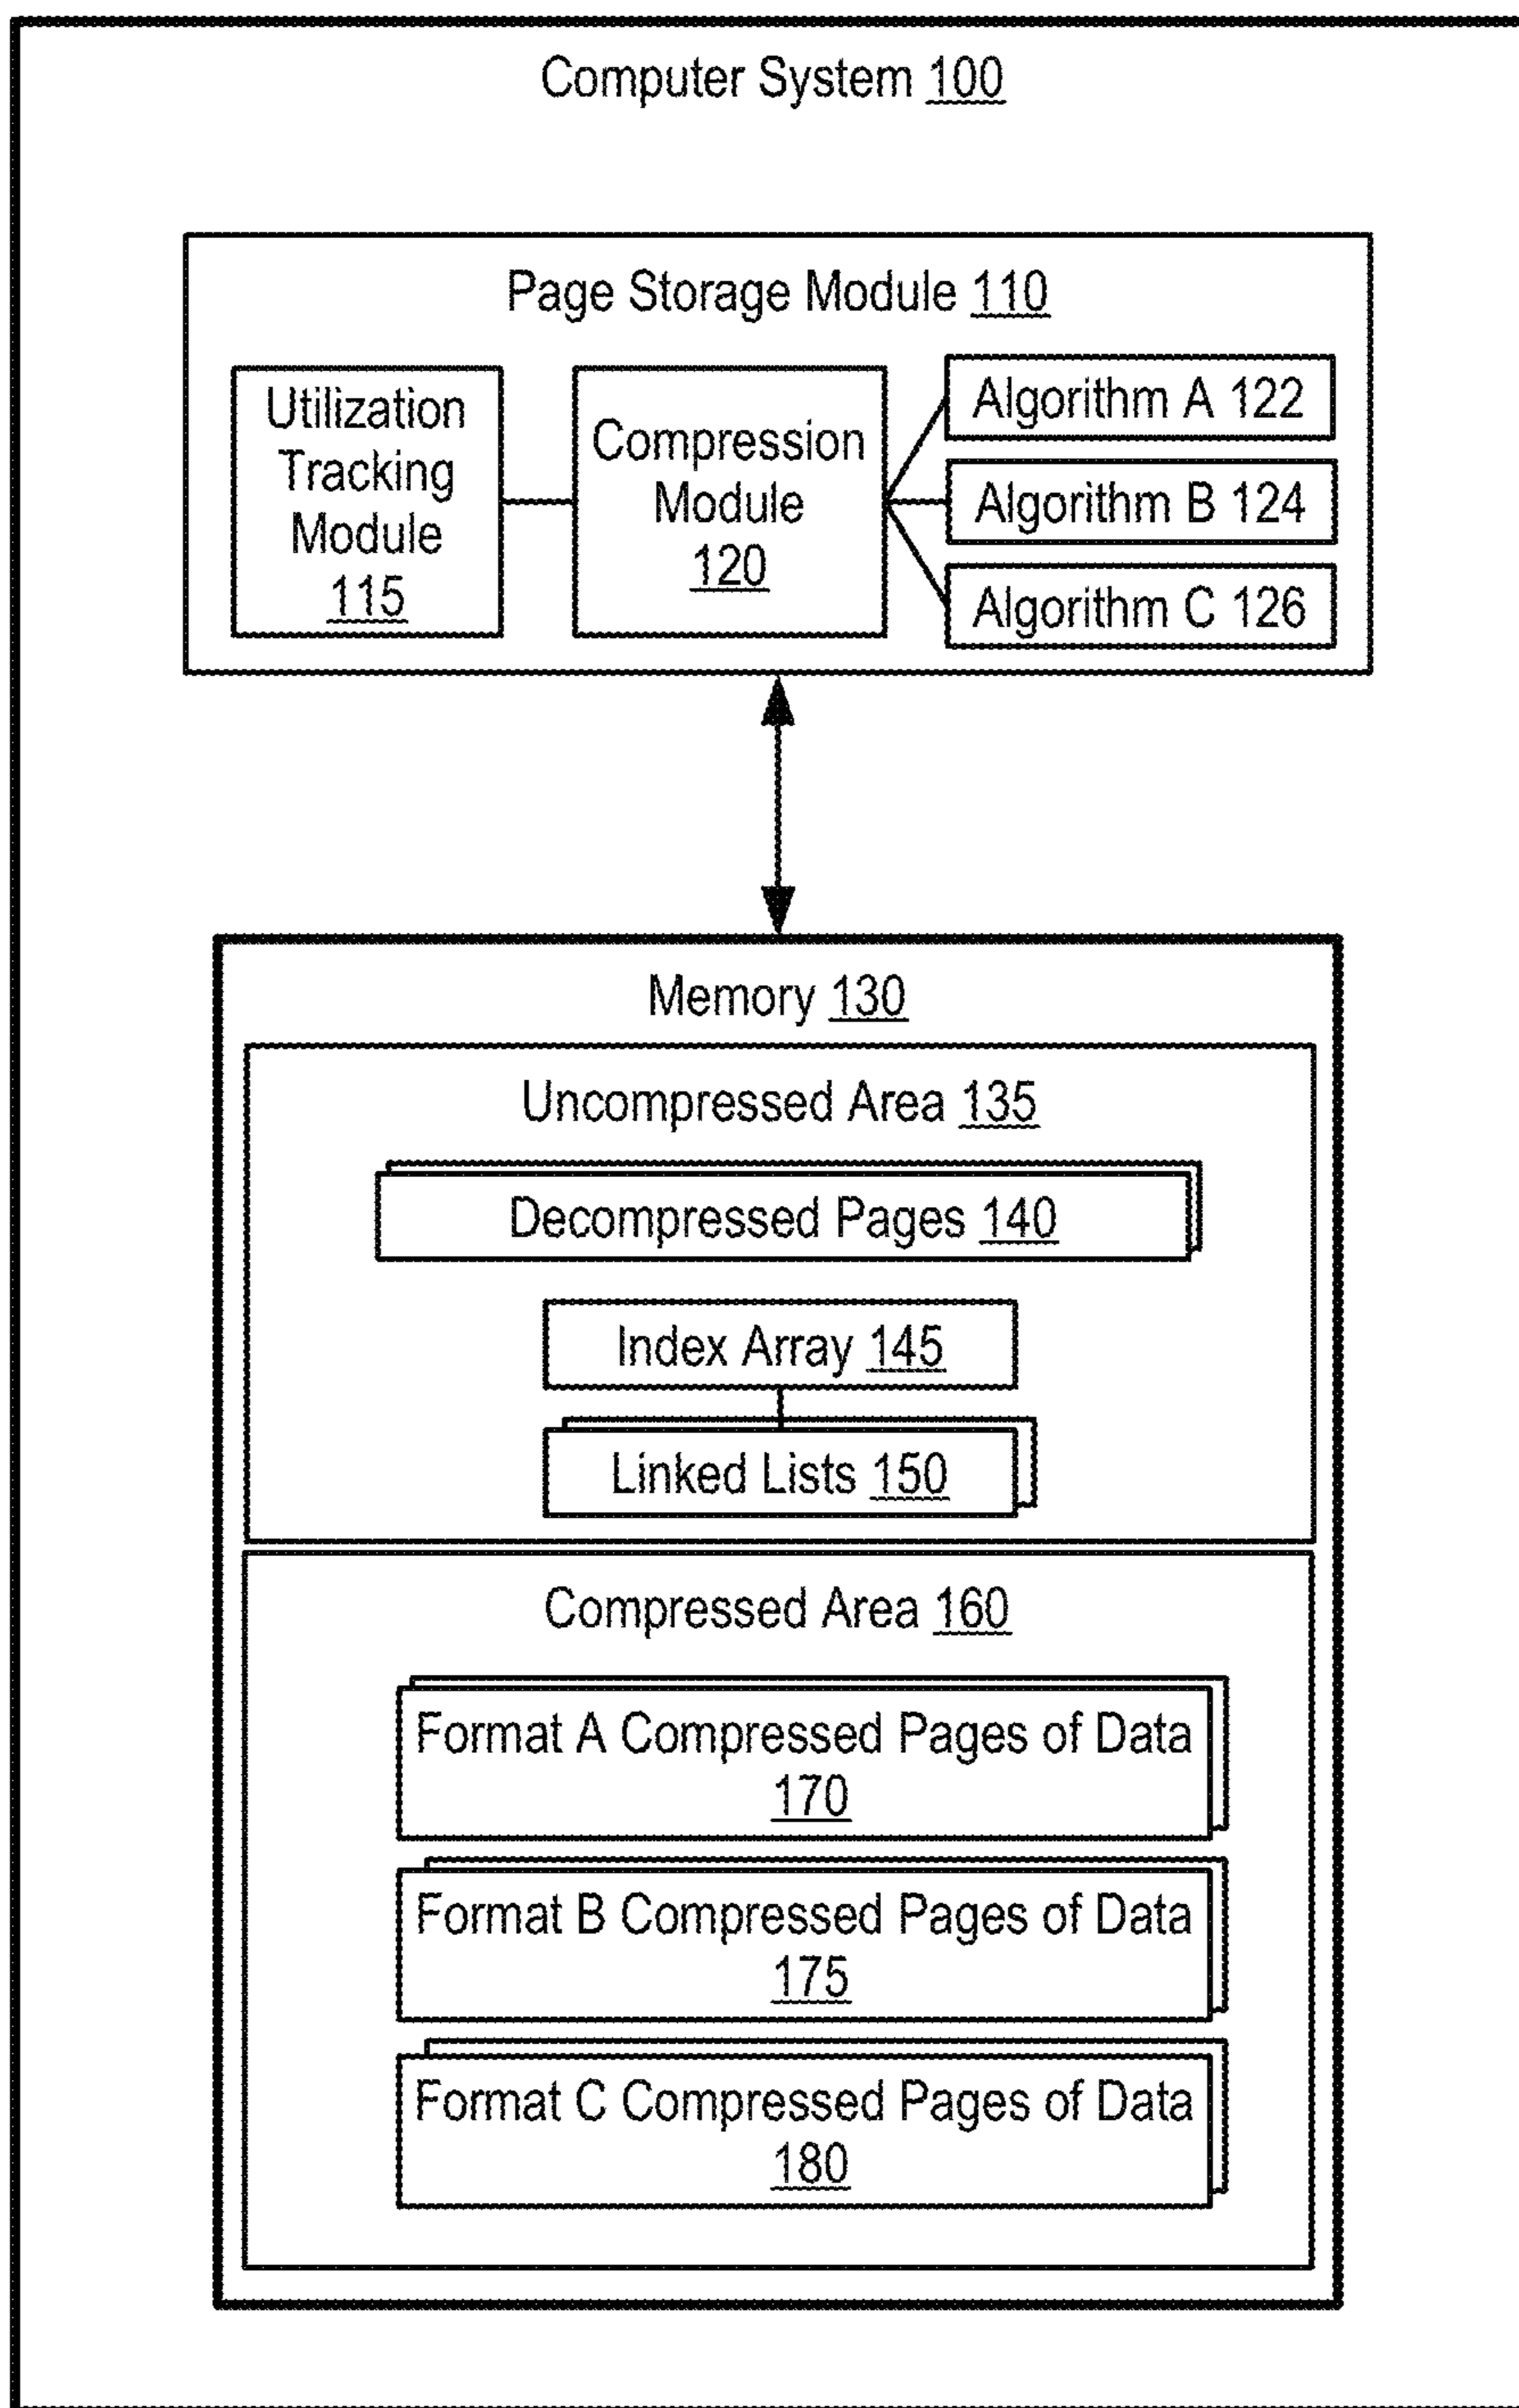 Computer System 100
Page Storage Module 110
Utilization
Tracking
Module
115
Compression
Module
120
Algorithm A 122
Algorithm B 124
Algorithm C 126
Memory 130
Uncompressed Area 135
Decompressed Pages 140
Index Array 145
Linked Lists 150
Compressed Area 160
Format A Compressed Pages of Data
170
Format B Compressed Pages of Data
175
Format C Compressed Pages of Data
180